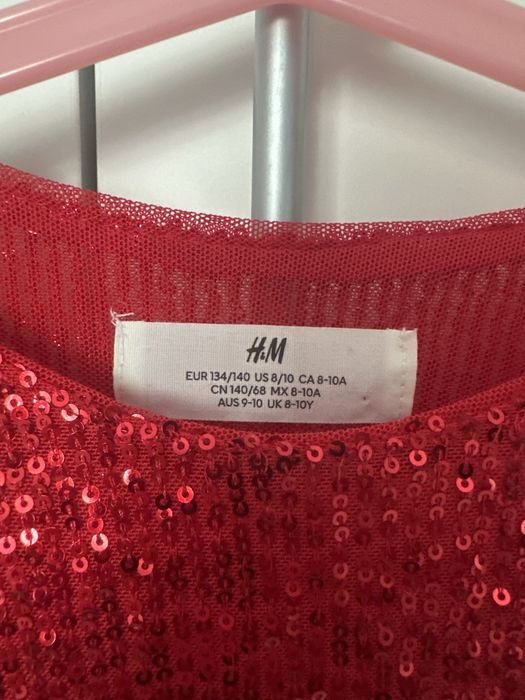 H&M
EUR 134/140 US 8/10 CA 8-10A
CN 140/68 MX 8-10A
AUS 9-10 UK 8-10Y